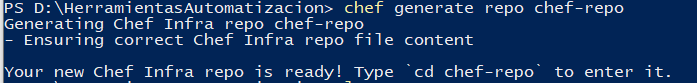 PS D:\HerramientasAutomatizacion> chef generate repo chef-repo
Generating Chef Infra repo chef-repo
- Ensuring correct Chef Infra repo file content

Your new Chef Infra repo is ready! Type `cd chef-repo` to enter it.